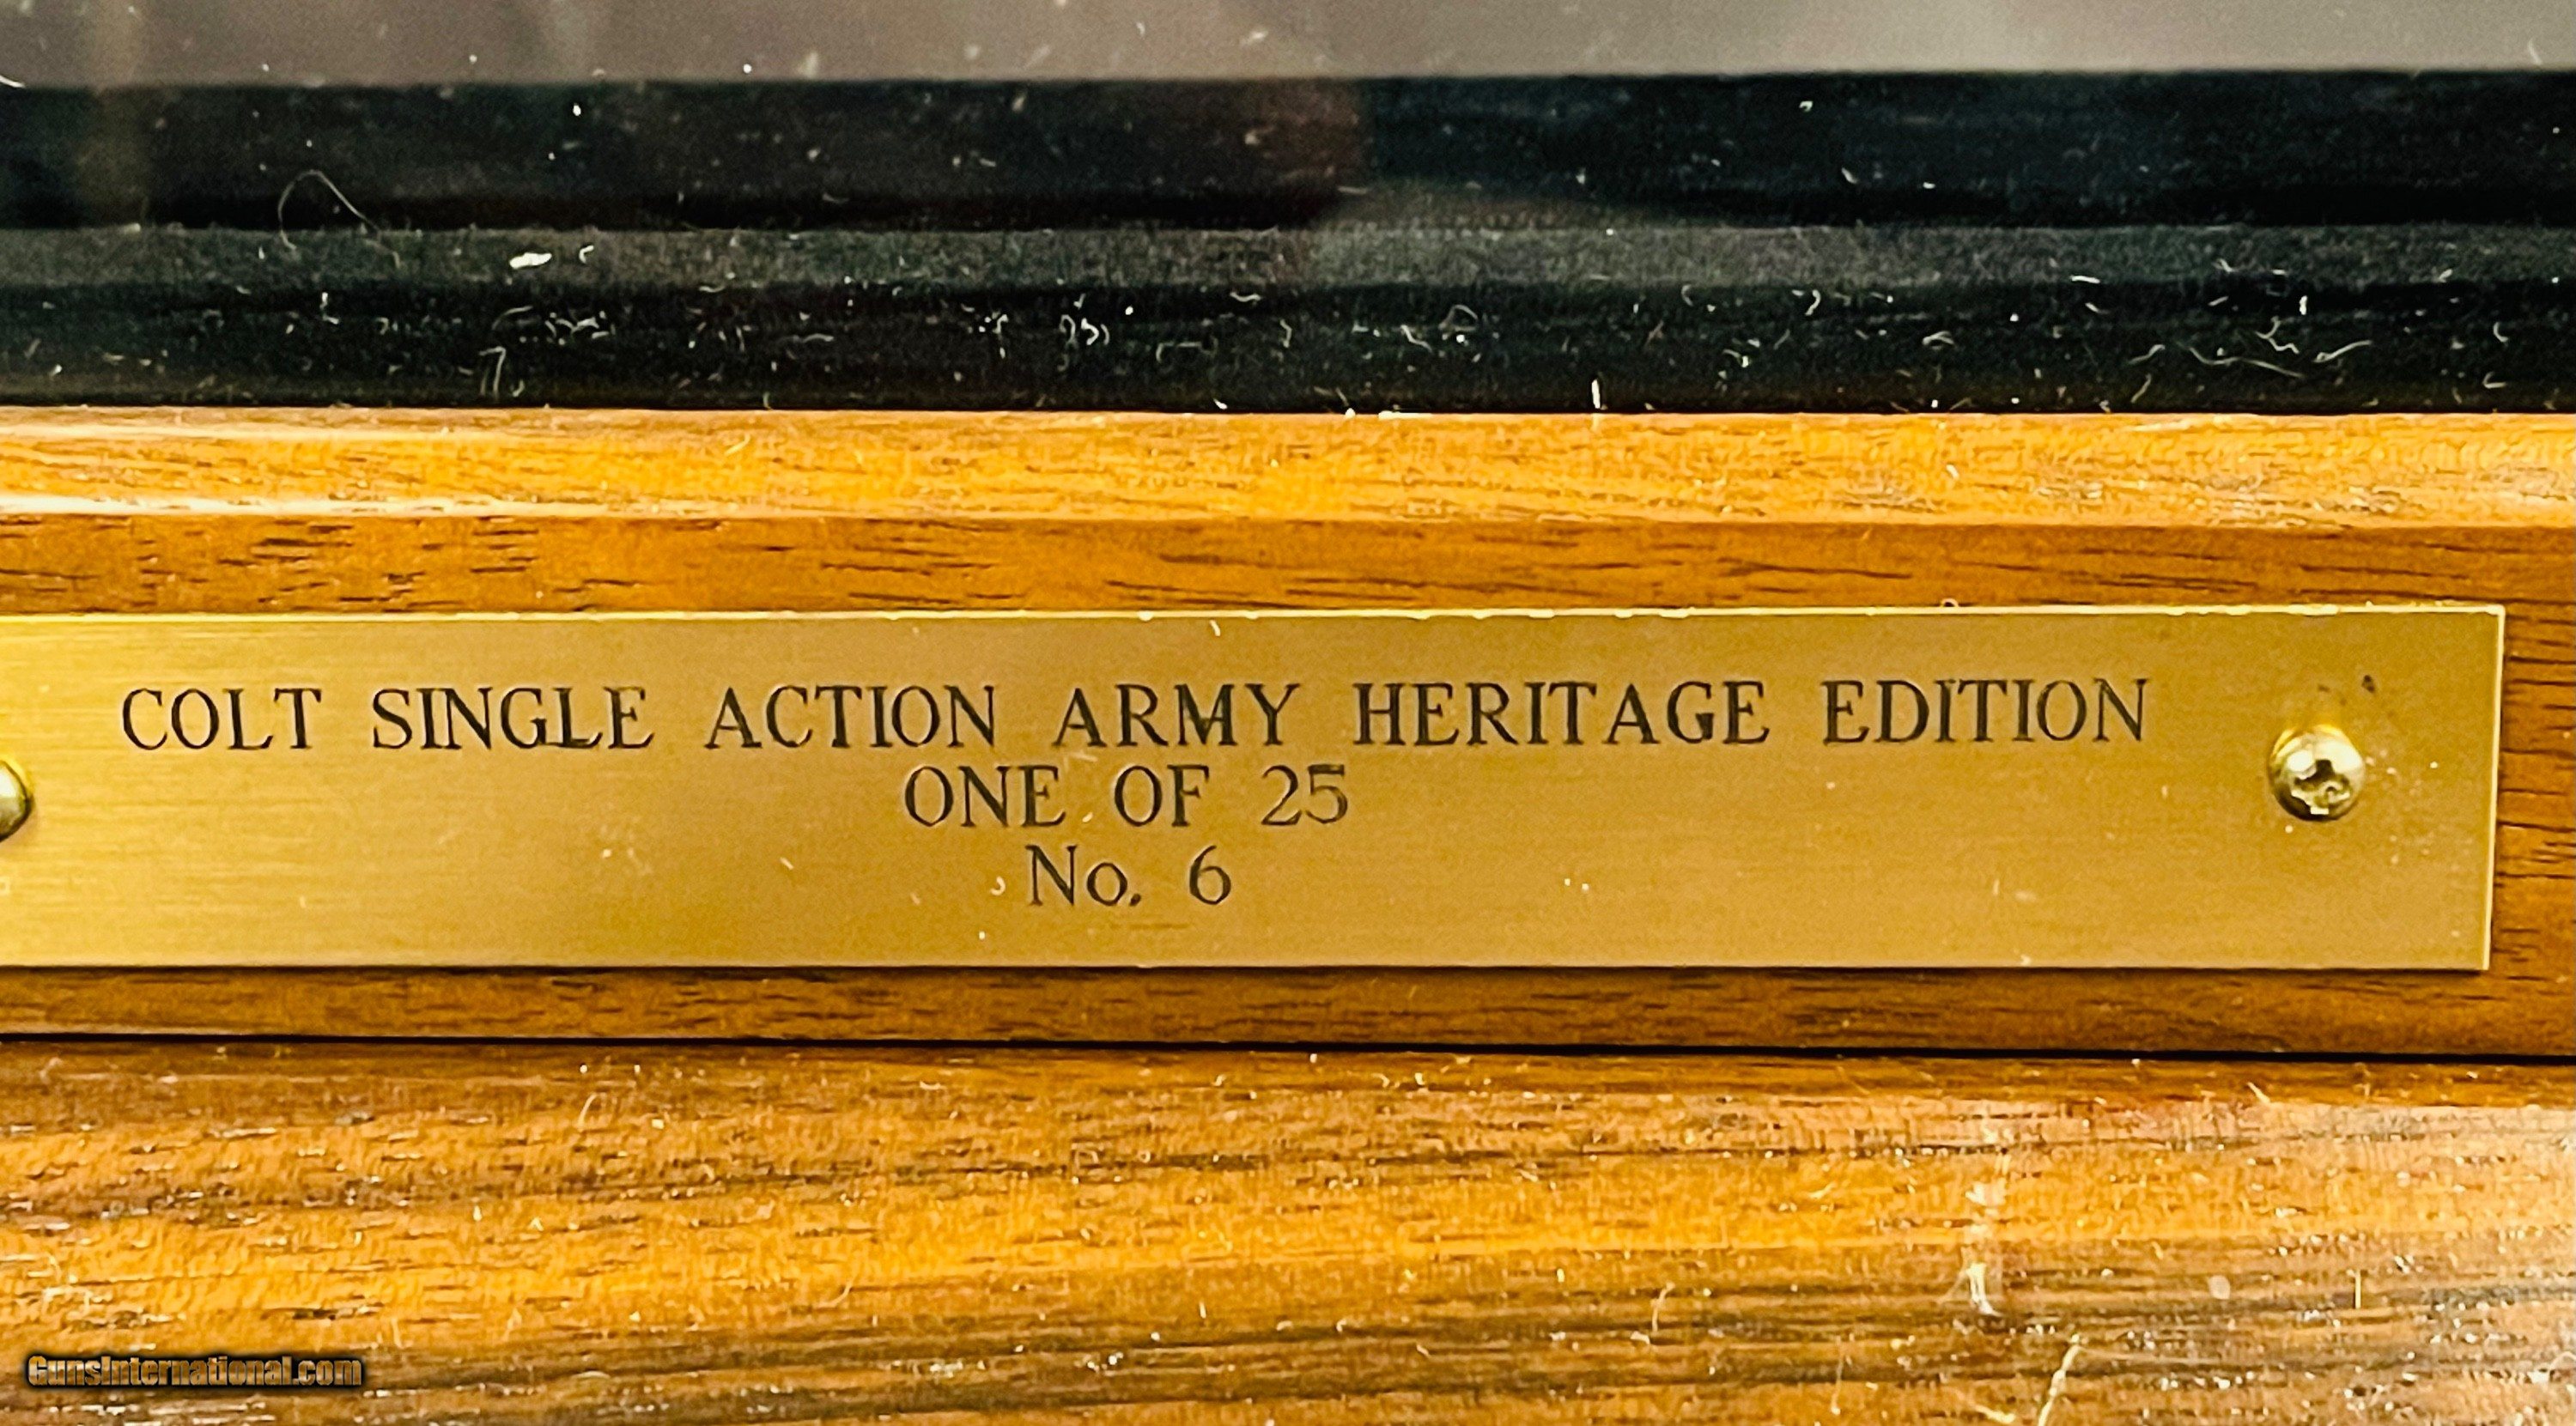 COLT SINGLE ACTION ARMY HERITAGE EDITION
ONE OF 25
No. 6
GunsInternational.com